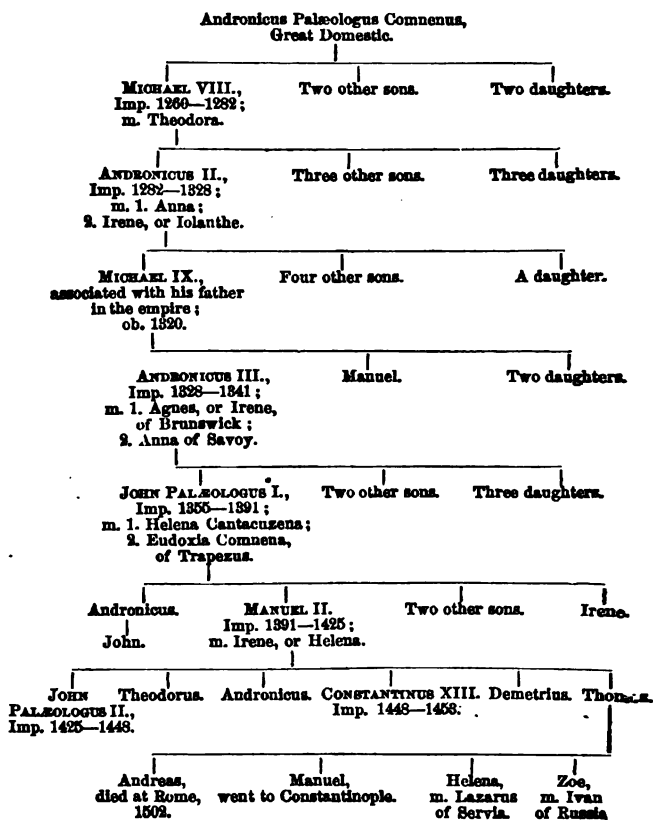 Andronicus Palæologus Comnenus,
Great Domestic.
MICHAEL VIII.,
Imp. 1260—1282;
m. Theodora.
Two other sons.
Two daughters.
ANDRONICUS II.,
Imp. 1282—1328;
m. 1. Anna;
2. Irene, or Iolanthe.
Three other sons.
Three daughters.
MICHAEL IX.,
associated with his father
in the empire;
ob. 1320.
Four other sons.
A daughter.
ANDRONICUS III.,
Imp. 1328—1341;
m. 1. Agnes, or Irene,
of Brunswick;
2. Anna of Savoy.
Manuel.
Two daughters.
JOHN PALÆOLOGUS I.,
Imp. 1355—1391;
m. 1. Helena Cantacuzena;
2. Eudoxia Comnena,
of Trapezus.
Two other sons.
Three daughters.
Andronicus.
John.
MANUEL II.
Imp. 1391—1425;
m. Irene, or Helena.
Two other sons.
Irene.
JOHN
PALÆOLOGUS II.,
Imp. 1425—1448.
Theodorus.
Andronicus.
CONSTANTINUS XIII.
Imp. 1448—1453.
Demetrius.
Thomas.
Andreas,
died at Rome,
1502.
Manuel,
went to Constantinople.
Helena,
m. Lazarus
of Servia.
Zoe,
m. Ivan
of Russia